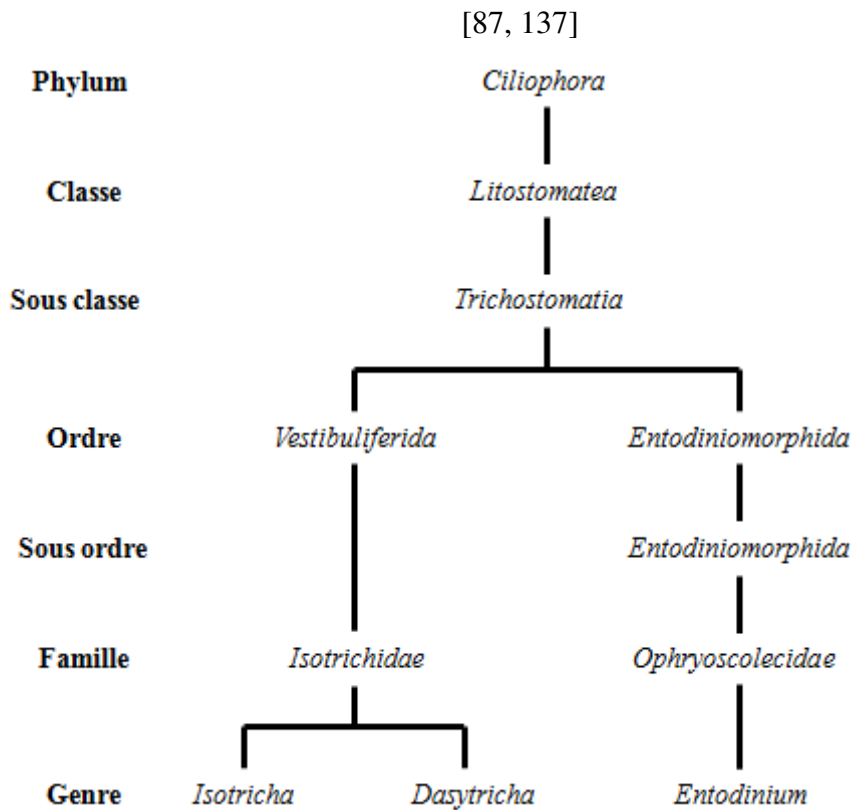 [87, 137]
Phylum Ciliophora
Classe Litostomatea
Sous classe Trichostomatia
Ordre Vestibuliferida Entodiniomorphida
Sous ordre Entodiniomorphida
Famille Isotrichidae Ophryoscolecidae
Genre Isotricha Dasytricha Entodinium